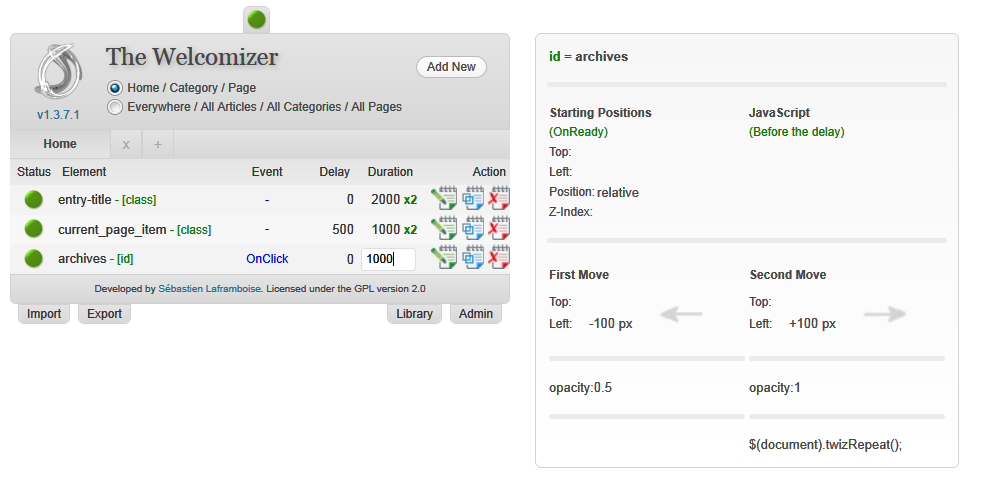 The Welcomizer
Add New
Home / Category / Page
Everywhere / All Articles / All Categories / All Pages
v1.3.7.1
Home x +
Status Element Event Delay Duration Action
entry-title - [class] - 0 2000 x2
current_page_item - [class] - 500 1000 x2
archives - [id] OnClick 0 1000
Developed by Sébastien Laframboise. Licensed under the GPL version 2.0
Import Export Library Admin
id = archives
Starting Positions JavaScript
(OnReady) (Before the delay)
Top:
Left:
Position: relative
Z-Index:
First Move Second Move
Top: Top:
Left: -100 px Left: +100 px
opacity:0.5 opacity:1
$(document).twizRepeat();